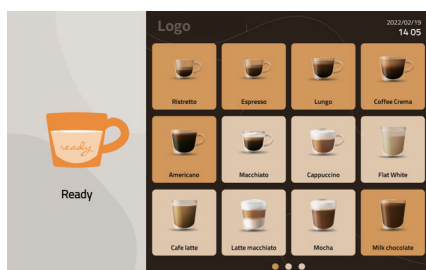 ready
Ready
Logo
2022/02/19
14 05
Ristretto
Espresso
Lungo
Coffee Crema
Americano
Macchiato
Cappuccino
Flat White
Cafe latte
Latte macchiato
Mocha
Milk chocolate